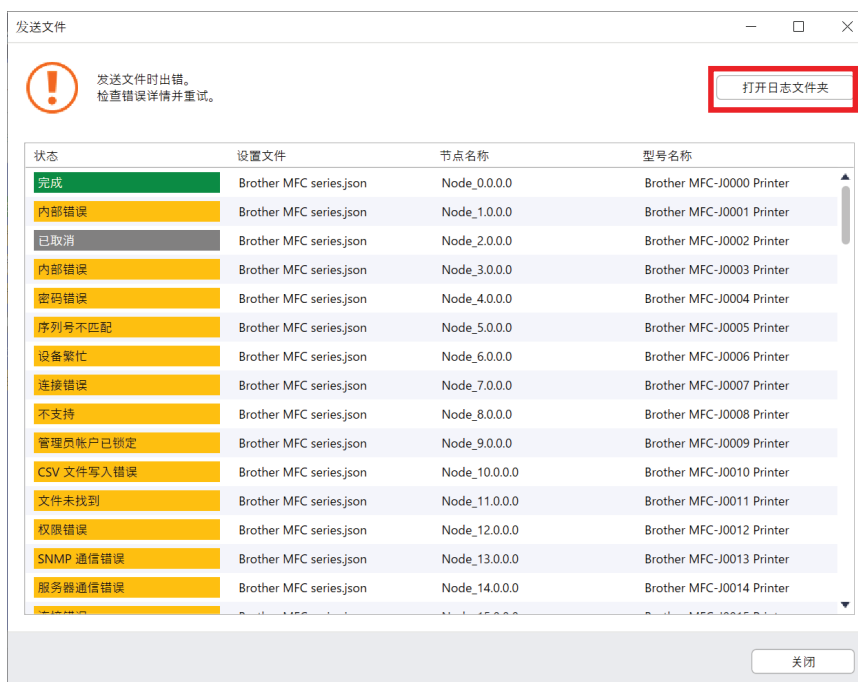 发送文件
发送文件时出错。
检查错误详情并重试。
打开日志文件夹
状态 设置文件 节点名称 型号名称
完成 Brother MFC series.json Node_0.0.0.0 Brother MFC-J0000 Printer
内部错误 Brother MFC series.json Node_1.0.0.0 Brother MFC-J0001 Printer
已取消 Brother MFC series.json Node_2.0.0.0 Brother MFC-J0002 Printer
内部错误 Brother MFC series.json Node_3.0.0.0 Brother MFC-J0003 Printer
密码错误 Brother MFC series.json Node_4.0.0.0 Brother MFC-J0004 Printer
序列号不匹配 Brother MFC series.json Node_5.0.0.0 Brother MFC-J0005 Printer
设备繁忙 Brother MFC series.json Node_6.0.0.0 Brother MFC-J0006 Printer
连接错误 Brother MFC series.json Node_7.0.0.0 Brother MFC-J0007 Printer
不支持 Brother MFC series.json Node_8.0.0.0 Brother MFC-J0008 Printer
管理员帐户已锁定 Brother MFC series.json Node_9.0.0.0 Brother MFC-J0009 Printer
CSV 文件写入错误 Brother MFC series.json Node_10.0.0.0 Brother MFC-J0010 Printer
文件未找到 Brother MFC series.json Node_11.0.0.0 Brother MFC-J0011 Printer
权限错误 Brother MFC series.json Node_12.0.0.0 Brother MFC-J0012 Printer
SNMP 通信错误 Brother MFC series.json Node_13.0.0.0 Brother MFC-J0013 Printer
服务器通信错误 Brother MFC series.json Node_14.0.0.0 Brother MFC-J0014 Printer
关闭